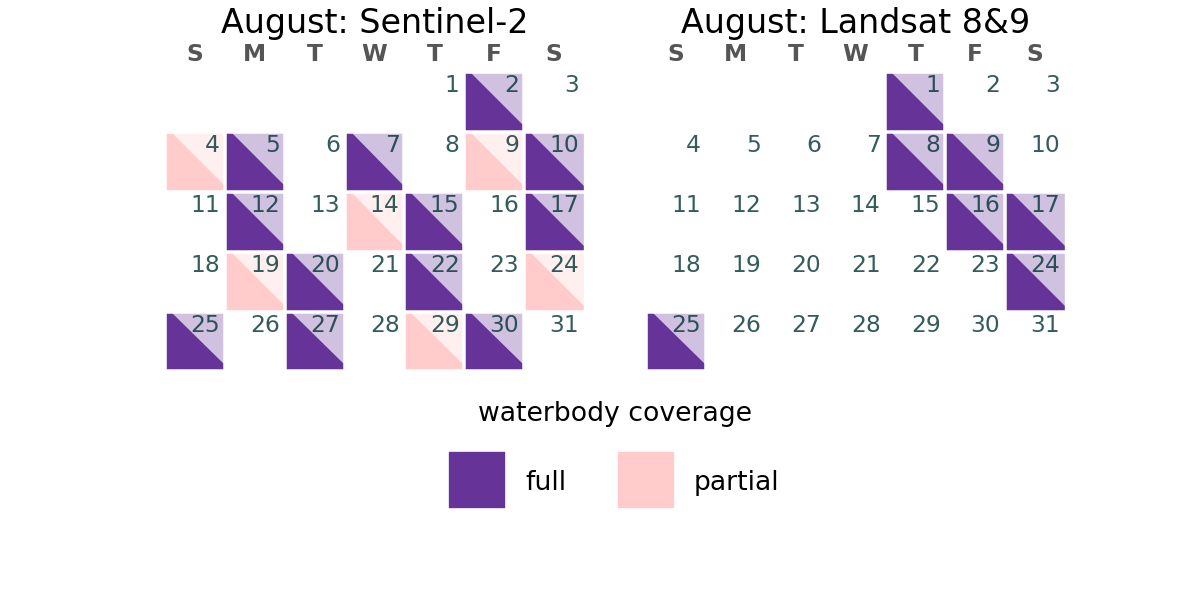 August: Sentinel-2
S M T W T F S
1 2 3
4 5 6 7 8 9 10
11 12 13 14 15 16 17
18 19 20 21 22 23 24
25 26 27 28 29 30 31
August: Landsat 8&9
S M T W T F S
1 2 3
4 5 6 7 8 9 10
11 12 13 14 15 16 17
18 19 20 21 22 23 24
25 26 27 28 29 30 31
waterbody coverage
full
partial